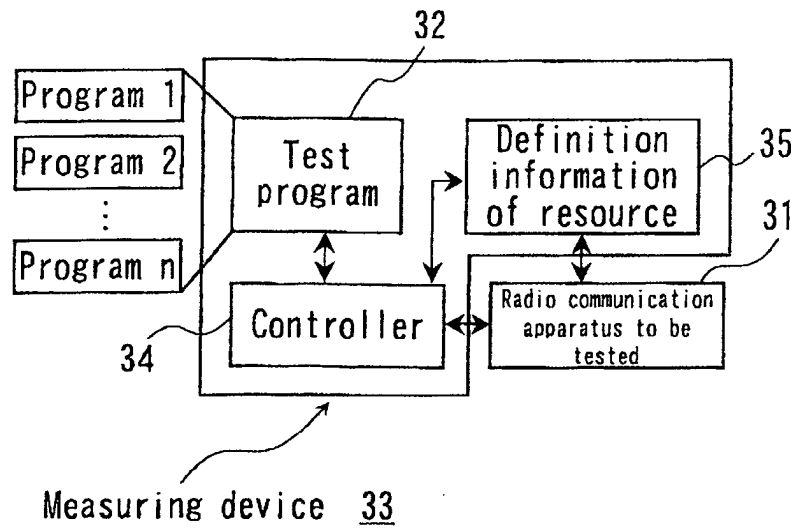 32
Program 1
Program 2
⋮
Program n
Test
program
Definition
information
of resource
35
31
Controller
34
Radio communication
apparatus to be
tested
Measuring device 33